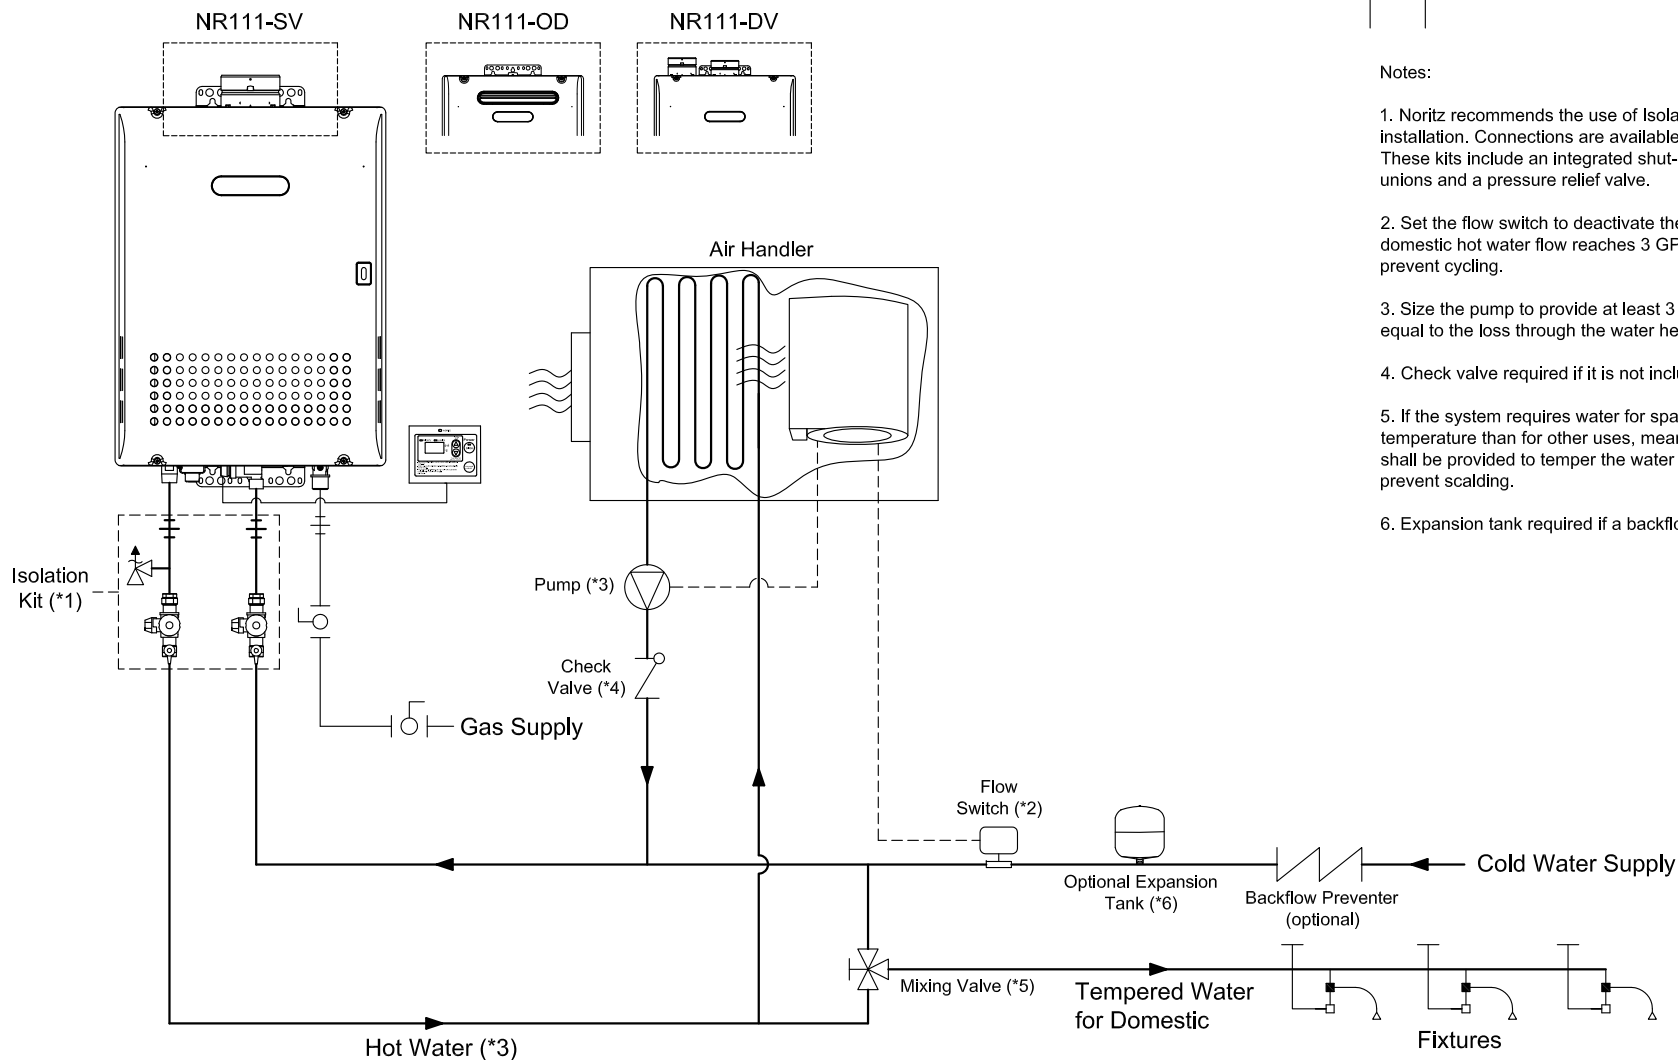 NR111-SV
NR111-OD
NR111-DV
Notes:
1. Noritz recommends the use of Isola
installation. Connections are available
These kits include an integrated shut-
unions and a pressure relief valve.
2. Set the flow switch to deactivate the
domestic hot water flow reaches 3 GP
prevent cycling.
3. Size the pump to provide at least 3
equal to the loss through the water he
4. Check valve required if it is not inclu
5. If the system requires water for spa
temperature than for other uses, mean
shall be provided to temper the water
prevent scalding.
6. Expansion tank required if a backflo
Air Handler
Isolation
Kit (*1)
Pump (*3)
Check
Valve (*4)
Gas Supply
Flow
Switch (*2)
Optional Expansion
Tank (*6)
Backflow Preventer
(optional)
Cold Water Supply
Mixing Valve (*5)
Tempered Water
for Domestic
Fixtures
Hot Water (*3)